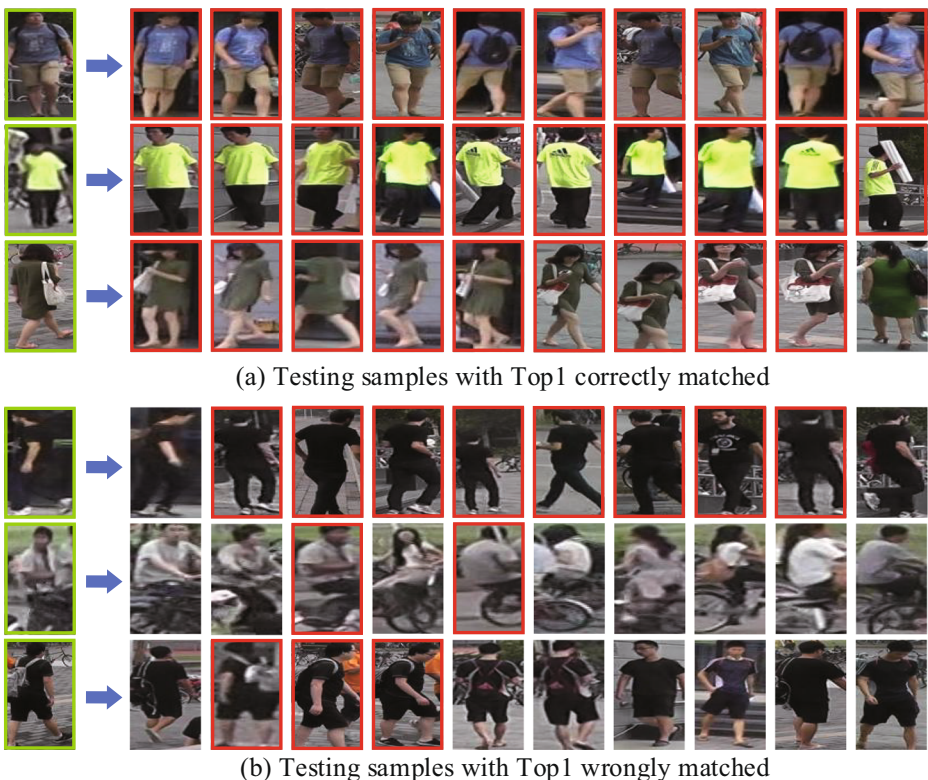 (a) Testing samples with Top1 correctly matched
(b) Testing samples with Top1 wrongly matched